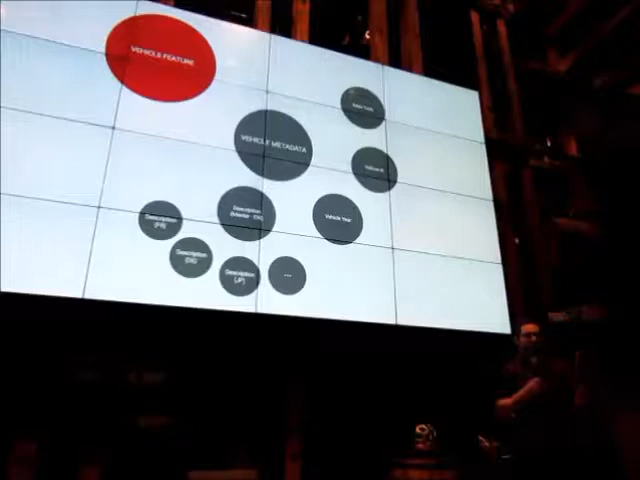 VEHICLE FEATURE
VEHICLE METADATA
Vehicle Year
Description
(Master - EN)
Description
(FR)
Description
(DE)
Description
(JP)
...